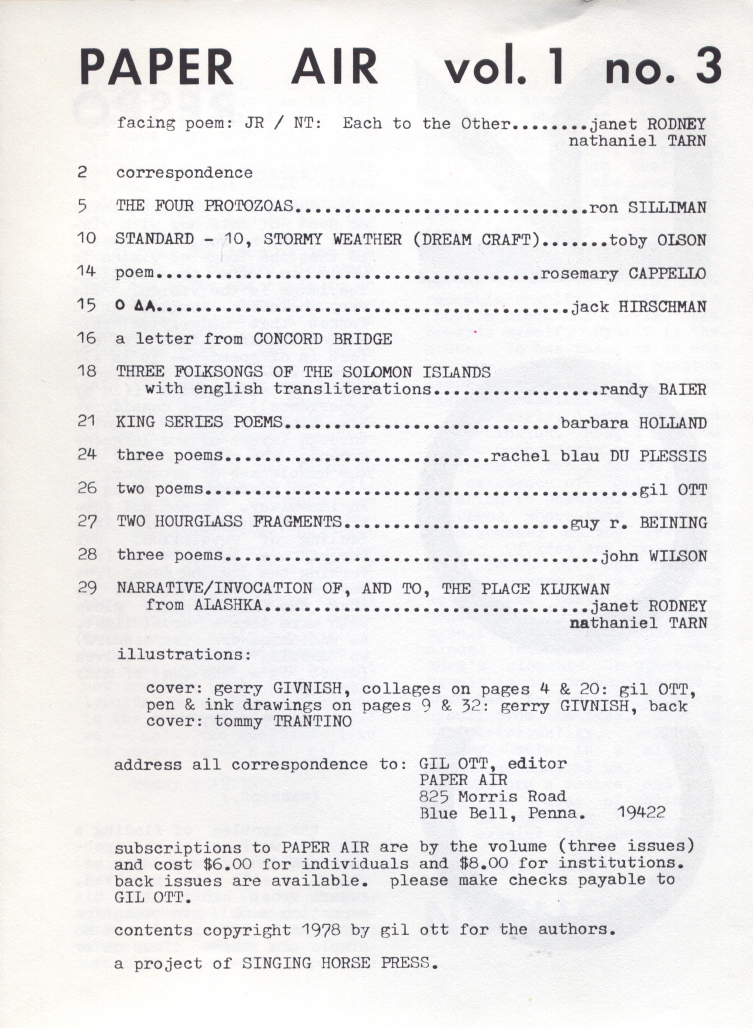 PAPER AIR vol. 1 no. 3
facing poem: JR / NT: Each to the Other........janet RODNEY
nathaniel TARN
2 correspondence
5 THE FOUR PROTOZOAS..............................ron SILLIMAN
10 STANDARD - 10, STORMY WEATHER (DREAM CRAFT).......toby OLSON
14 poem.......................................rosemary CAPPELLO
15 O ΔA..........................................jack HIRSCHMAN
16 a letter from CONCORD BRIDGE
18 THREE FOLKSONGS OF THE SOLOMON ISLANDS
with english transliterations.................randy BAIER
21 KING SERIES POEMS............................barbara HOLLAND
24 three poems...........................rachel blau DU PLESSIS
26 two poems............................................gil OTT
27 TWO HOURGLASS FRAGMENTS.......................guy r. BEINING
28 three poems......................................john WILSON
29 NARRATIVE/INVOCATION OF, AND TO, THE PLACE KLUKWAN
from ALASHKA.................................janet RODNEY
nathaniel TARN
illustrations:
cover: gerry GIVNISH, collages on pages 4 & 20: gil OTT,
pen & ink drawings on pages 9 & 32: gerry GIVNISH, back
cover: tommy TRANTINO
address all correspondence to: GIL OTT, editor
PAPER AIR
825 Morris Road
Blue Bell, Penna. 19422
subscriptions to PAPER AIR are by the volume (three issues)
and cost $6.00 for individuals and $8.00 for institutions.
back issues are available. please make checks payable to
GIL OTT.
contents copyright 1978 by gil ott for the authors.
a project of SINGING HORSE PRESS.